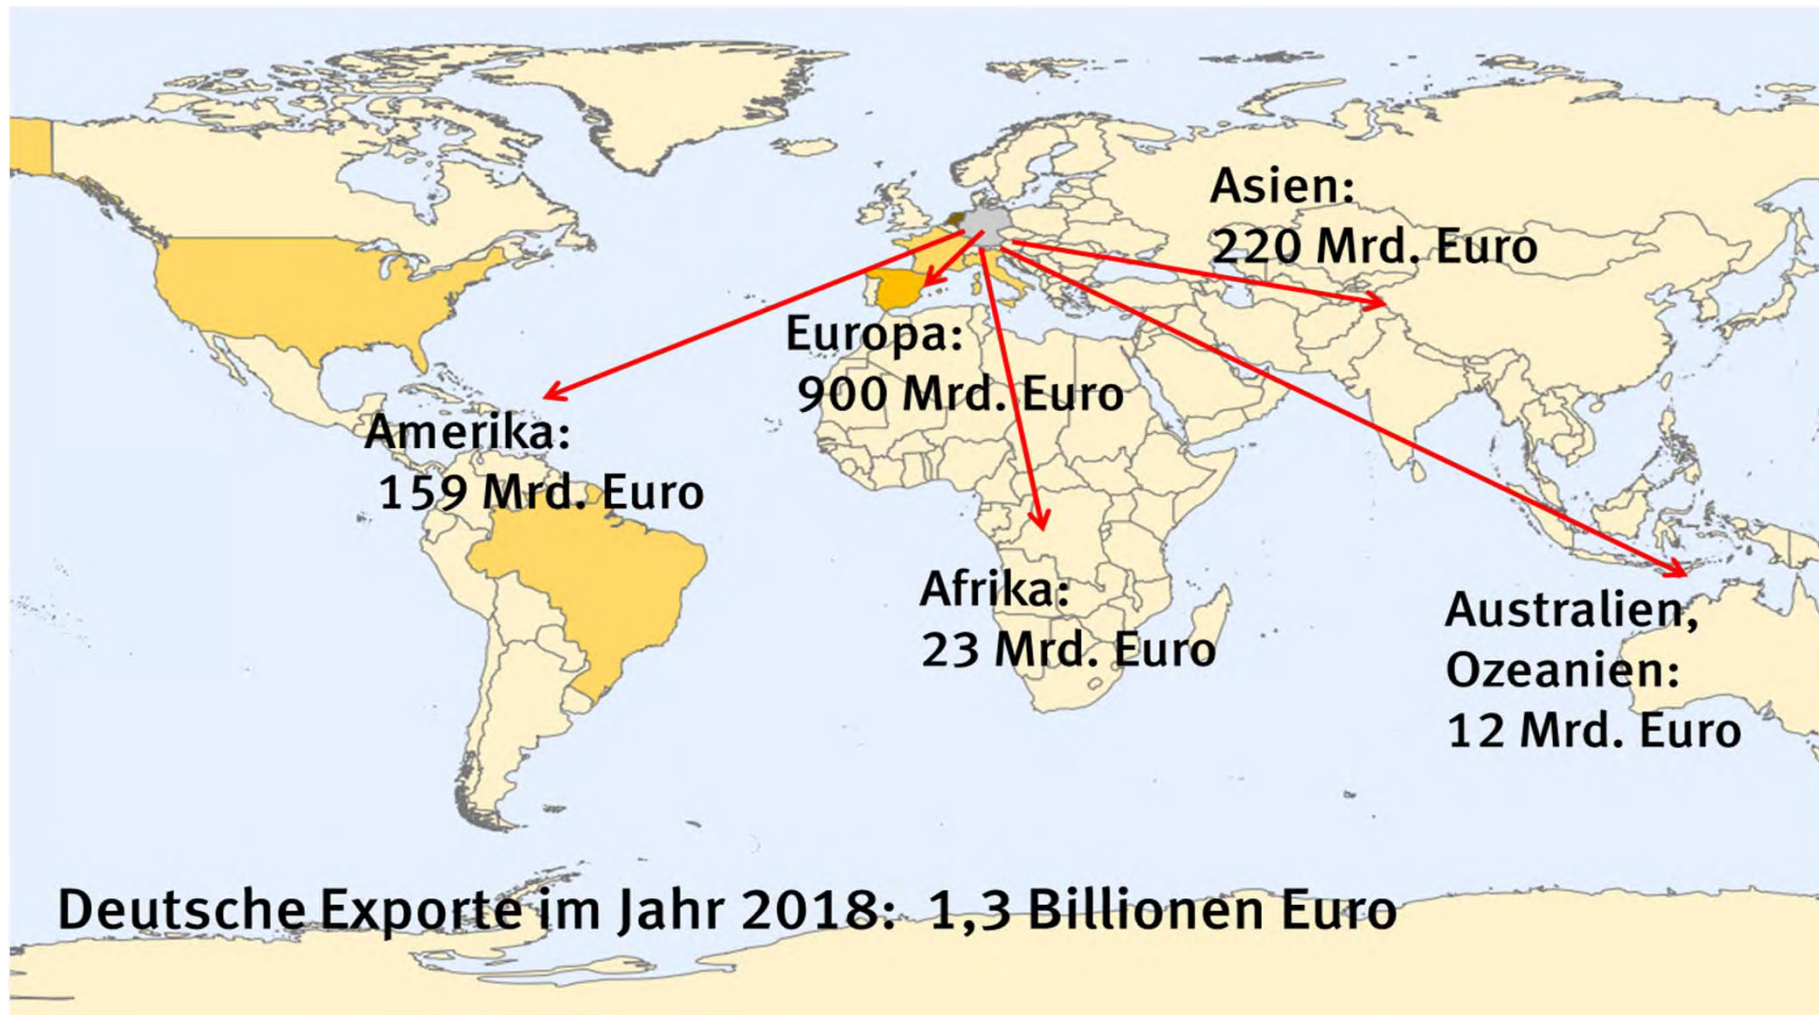 Asien:
220 Mrd. Euro
Europa:
900 Mrd. Euro
Amerika:
159 Mrd. Euro
Afrika:
23 Mrd. Euro
Australien,
Ozeanien:
12 Mrd. Euro
Deutsche Exporte im Jahr 2018: 1,3 Billionen Euro